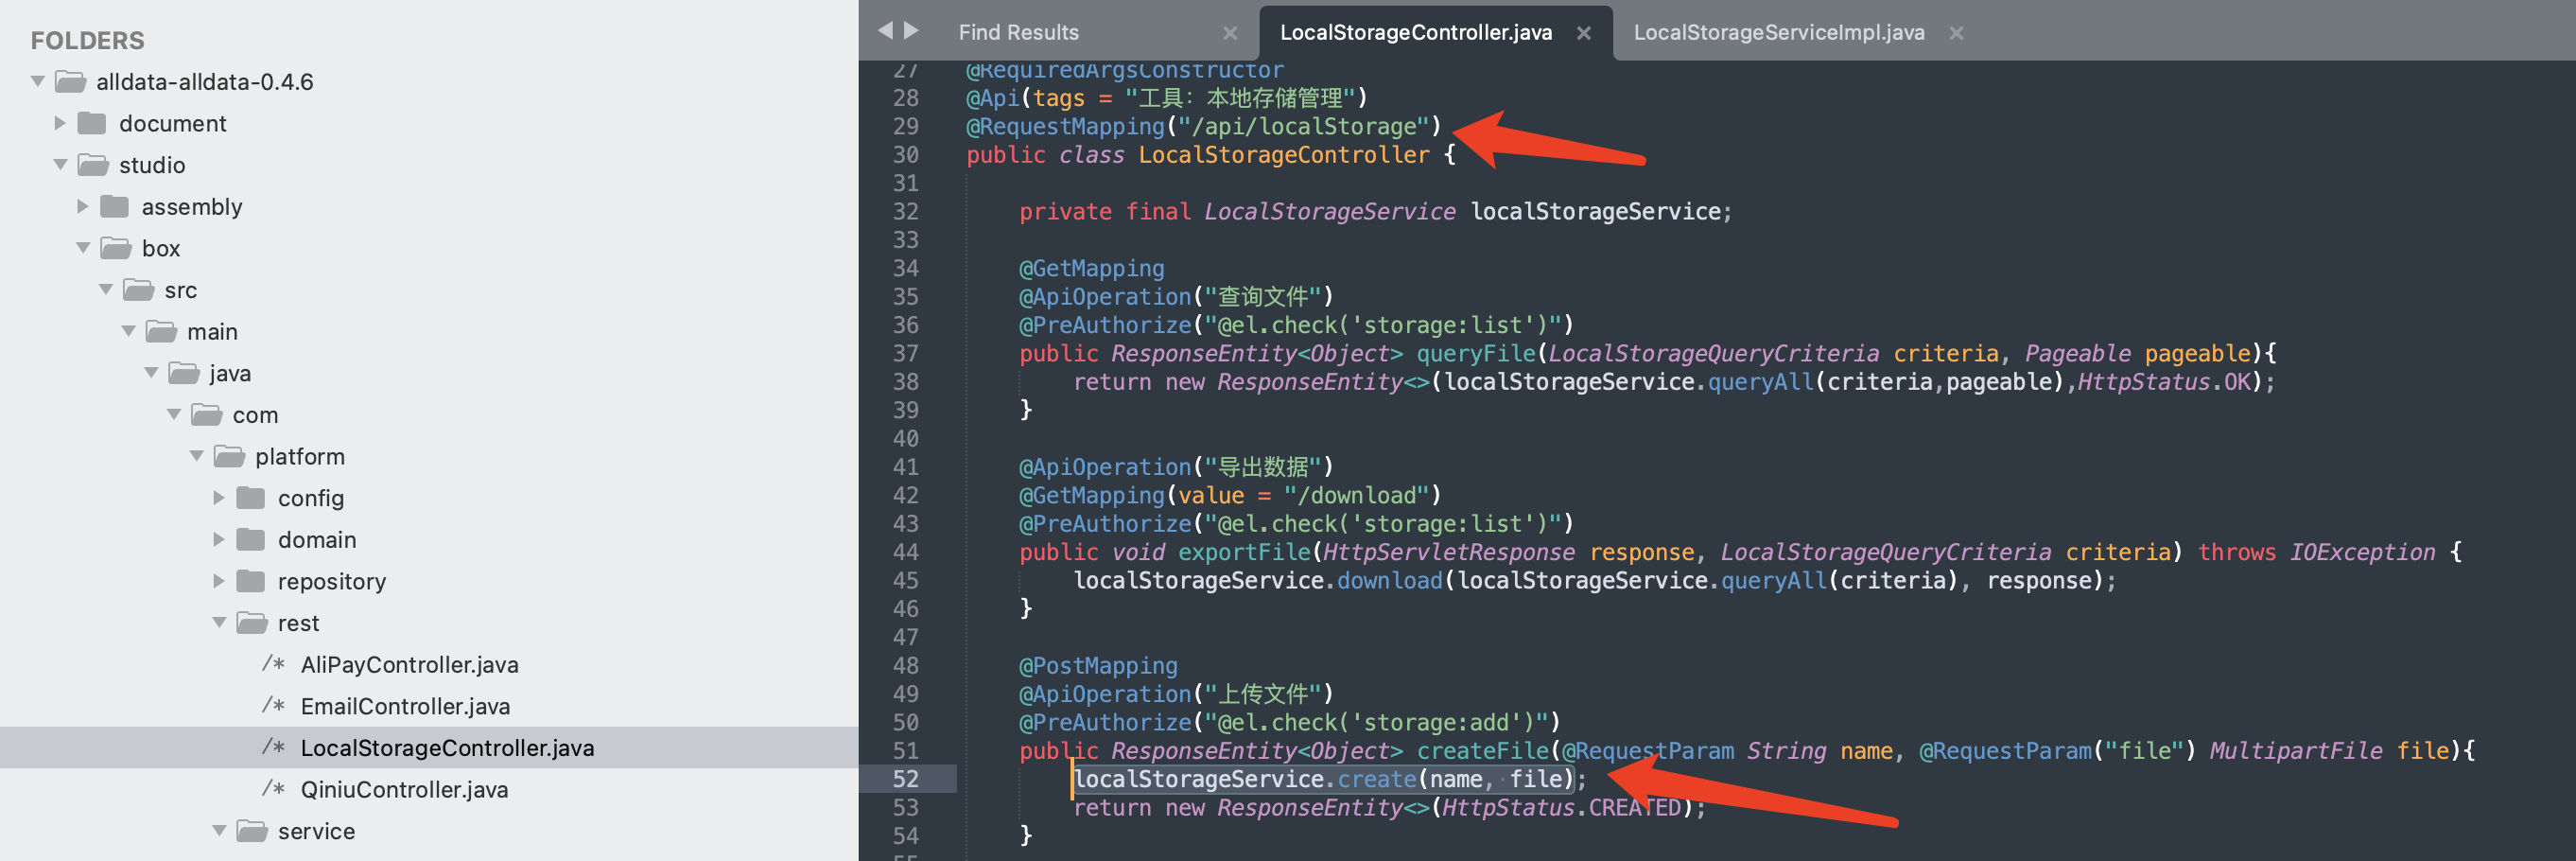 FOLDERS
alldata-alldata-0.4.6
document
studio
assembly
box
src
main
java
com
platform
config
domain
repository
rest
/* AliPayController.java
/* EmailController.java
/* LocalStorageController.java
/* QiniuController.java
service
Find Results
LocalStorageController.java
LocalStorageServiceImpl.java
27 @RequiredArgsConstructor
28 @Api(tags = "工具：本地存储管理")
29 @RequestMapping("/api/localStorage")
30 public class LocalStorageController {
31
32 private final LocalStorageService localStorageService;
33
34 @GetMapping
35 @ApiOperation("查询文件")
36 @PreAuthorize("@el.check('storage:list')")
37 public ResponseEntity<Object> queryFile(LocalStorageQueryCriteria criteria, Pageable pageable){
38 return new ResponseEntity<>(localStorageService.queryAll(criteria,pageable),HttpStatus.OK);
39 }
40
41 @ApiOperation("导出数据")
42 @GetMapping(value = "/download")
43 @PreAuthorize("@el.check('storage:list')")
44 public void exportFile(HttpServletResponse response, LocalStorageQueryCriteria criteria) throws IOException {
45 localStorageService.download(localStorageService.queryAll(criteria), response);
46 }
47
48 @PostMapping
49 @ApiOperation("上传文件")
50 @PreAuthorize("@el.check('storage:add')")
51 public ResponseEntity<Object> createFile(@RequestParam String name, @RequestParam("file") MultipartFile file){
52 localStorageService.create(name, file);
53 return new ResponseEntity<>(HttpStatus.CREATED);
54 }